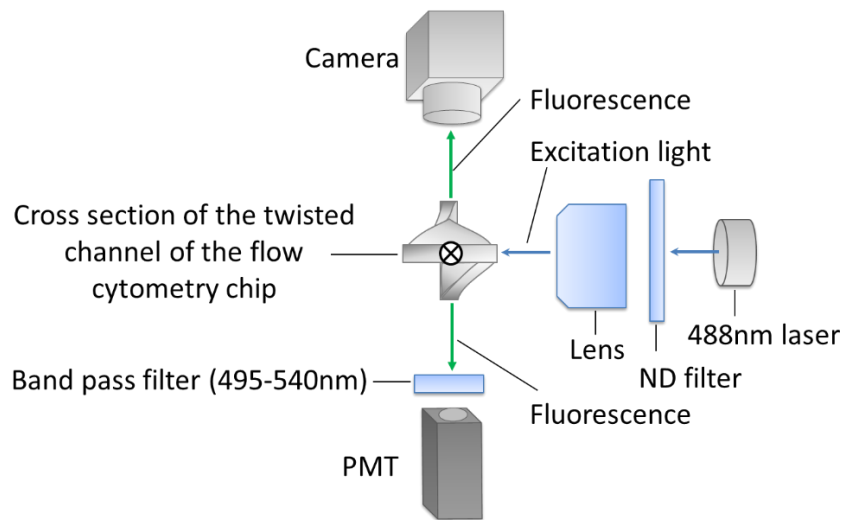 Camera
Fluorescence
Excitation light
Cross section of the twisted
channel of the flow
cytometry chip
488nm laser
Lens
ND filter
Band pass filter (495-540nm)
Fluorescence
PMT